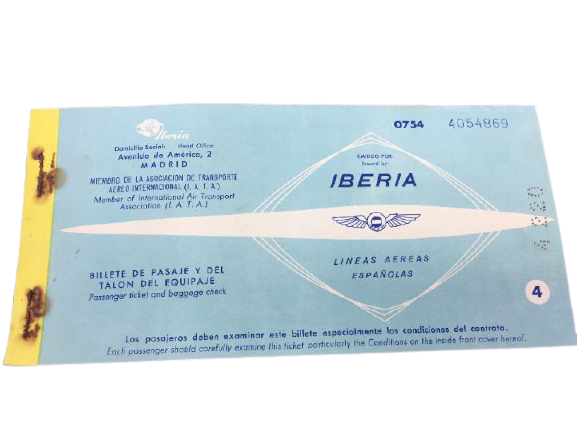 Iberia
Domicilio Social: Head Office:
Avenida de América, 2
MADRID
MIEMBRO DE LA ASOCIACION DE TRANSPORTE
AEREO INTERNACIONAL (I. A. T. A.)
Member of International Air Transport
Association (I. A. T. A.)
BILLETE DE PASAJE Y DEL
TALON DEL EQUIPAJE
Passenger ticket and baggage check
0754 4054869
EMITIDO POR
Issued by
IBERIA
LINEAS AEREAS
ESPAÑOLAS
4
Los pasajeros deben examinar este billete especialmente las condiciones del contrato.
Each passenger should carefully examine this ticket particularly the Conditions on the inside front cover hereof.